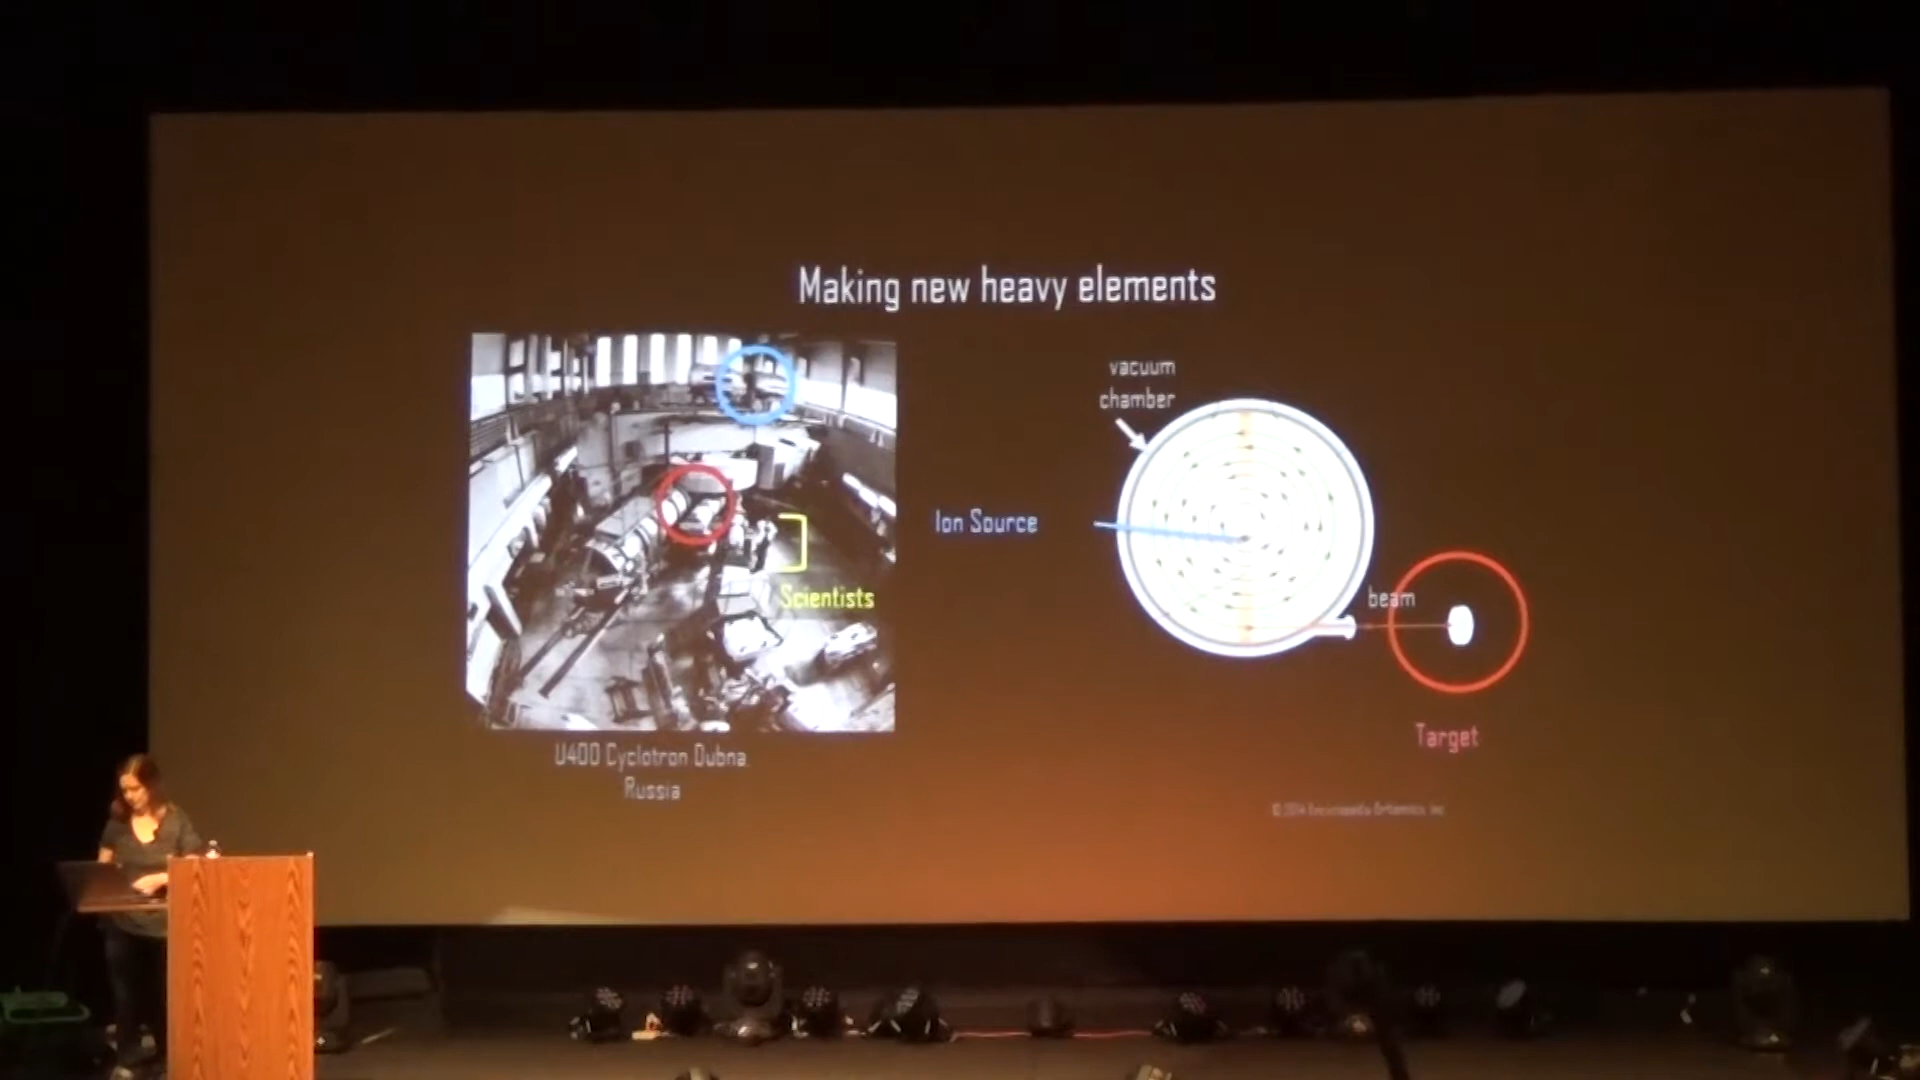 Making new heavy elements
vacuum
chamber
Ion Source
beam
Scientists
Target
U400 Cyclotron Dubna
Russia